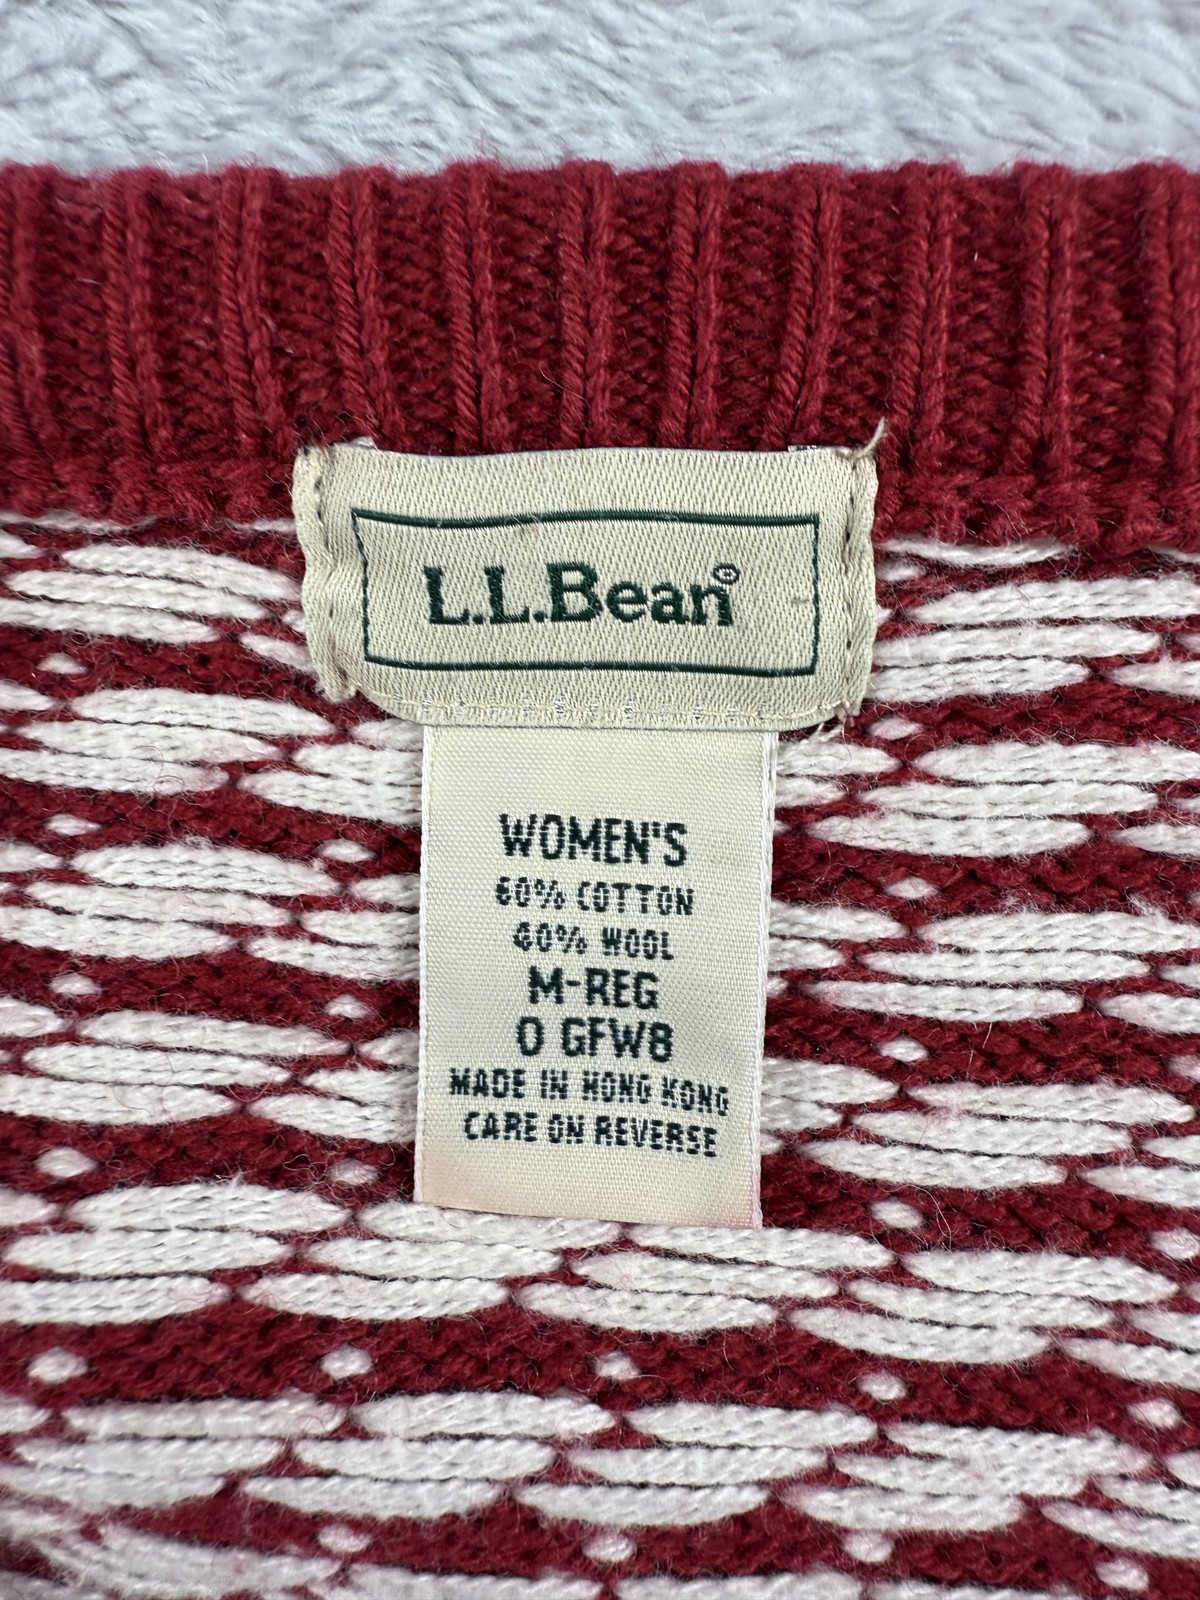 L.L.Bean®
WOMEN'S
60% COTTON
40% WOOL
M-REG
0 GFW8
MADE IN HONG KONG
CARE ON REVERSE